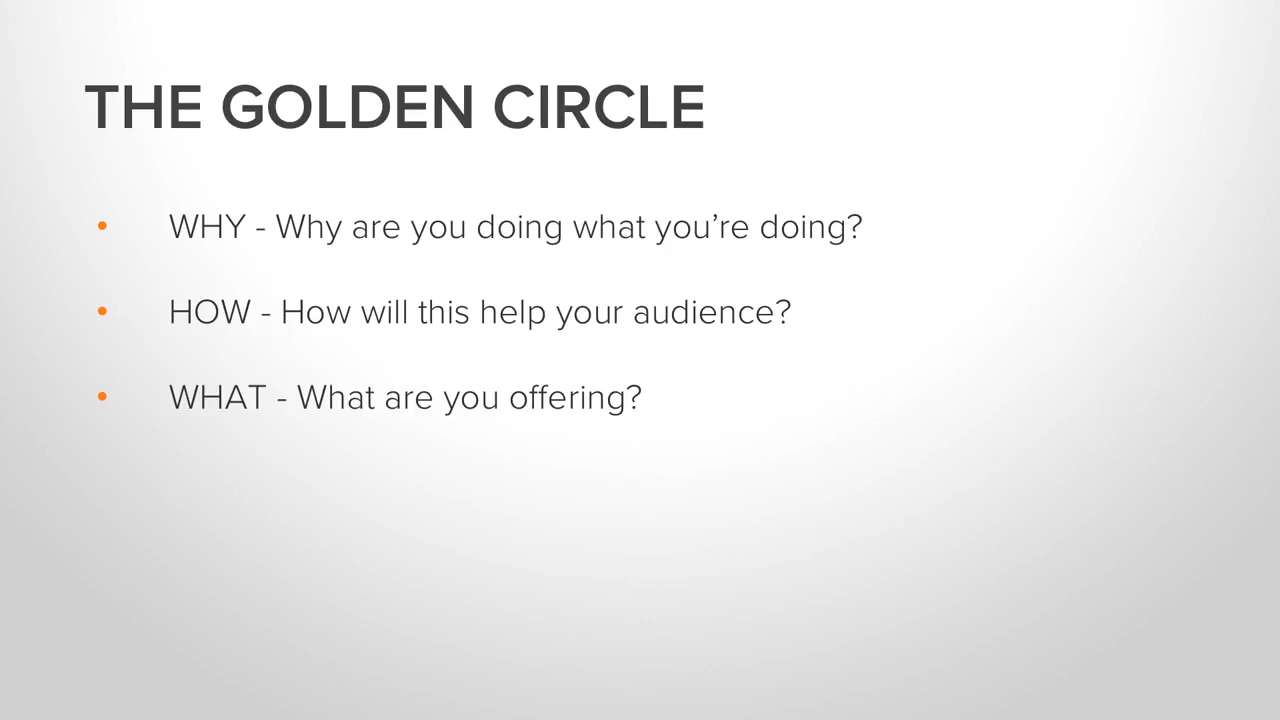 THE GOLDEN CIRCLE
• WHY - Why are you doing what you’re doing?
• HOW - How will this help your audience?
• WHAT - What are you offering?